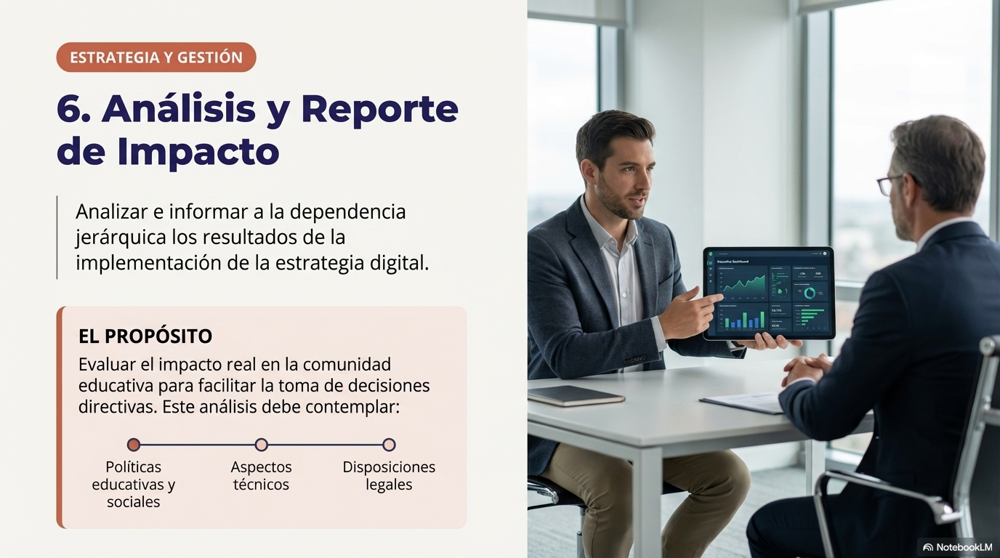 ESTRATEGIA Y GESTIÓN
6. Análisis y Reporte
de Impacto
Analizar e informar a la dependencia
jerárquica los resultados de la
implementación de la estrategia digital.
EL PROPÓSITO
Evaluar el impacto real en la comunidad
educativa para facilitar la toma de decisiones
directivas. Este análisis debe contemplar:
Políticas
educativas y
sociales
Aspectos
técnicos
Disposiciones
legales
NotebookLM